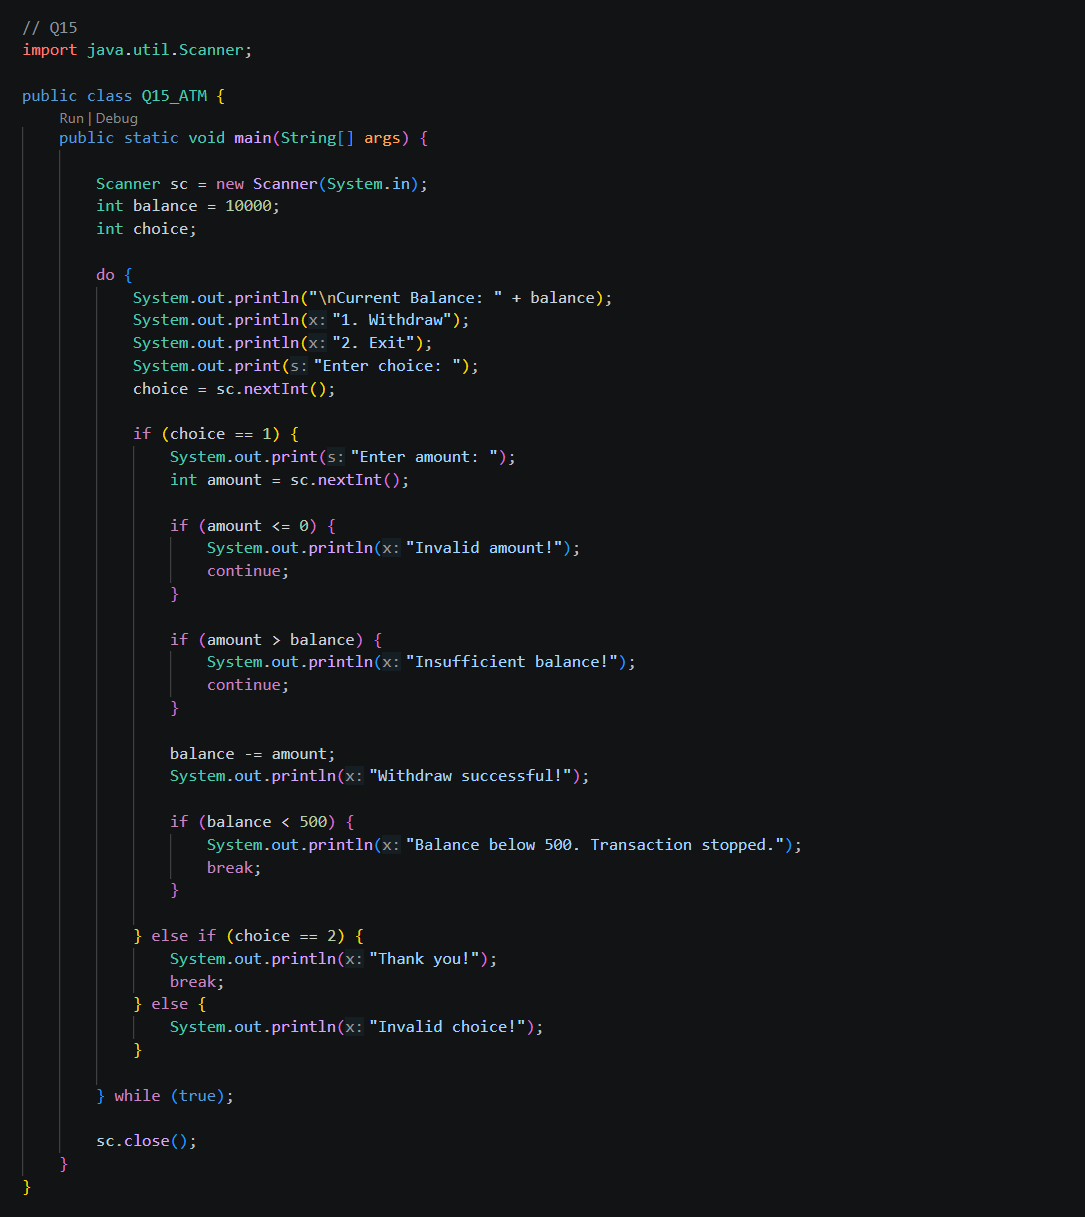 // Q15
import java.util.Scanner;
public class Q15_ATM {
Run | Debug
public static void main(String[] args) {
Scanner sc = new Scanner(System.in);
int balance = 10000;
int choice;
do {
System.out.println("\nCurrent Balance: " + balance);
System.out.println(x: "1. Withdraw");
System.out.println(x: "2. Exit");
System.out.print(s: "Enter choice: ");
choice = sc.nextInt();
if (choice == 1) {
System.out.print(s: "Enter amount: ");
int amount = sc.nextInt();
if (amount <= 0) {
System.out.println(x: "Invalid amount!");
continue;
}
if (amount > balance) {
System.out.println(x: "Insufficient balance!");
continue;
}
balance -= amount;
System.out.println(x: "Withdraw successful!");
if (balance < 500) {
System.out.println(x: "Balance below 500. Transaction stopped.");
break;
}
} else if (choice == 2) {
System.out.println(x: "Thank you!");
break;
} else {
System.out.println(x: "Invalid choice!");
}
} while (true);
sc.close();
}
}